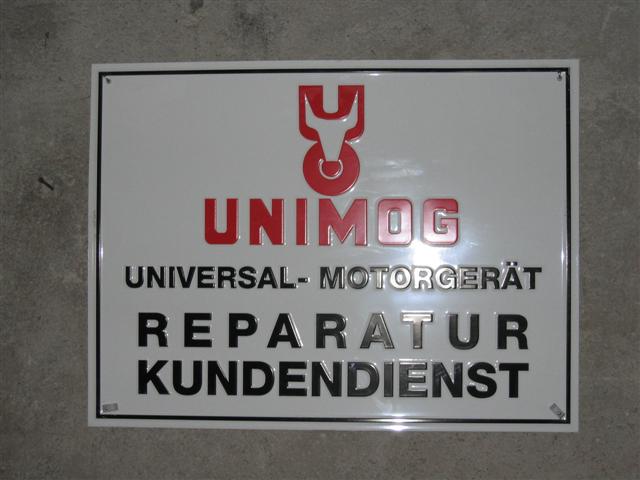 UNIMOG
UNIVERSAL- MOTORGERÄT
REPARATUR
KUNDENDIENST